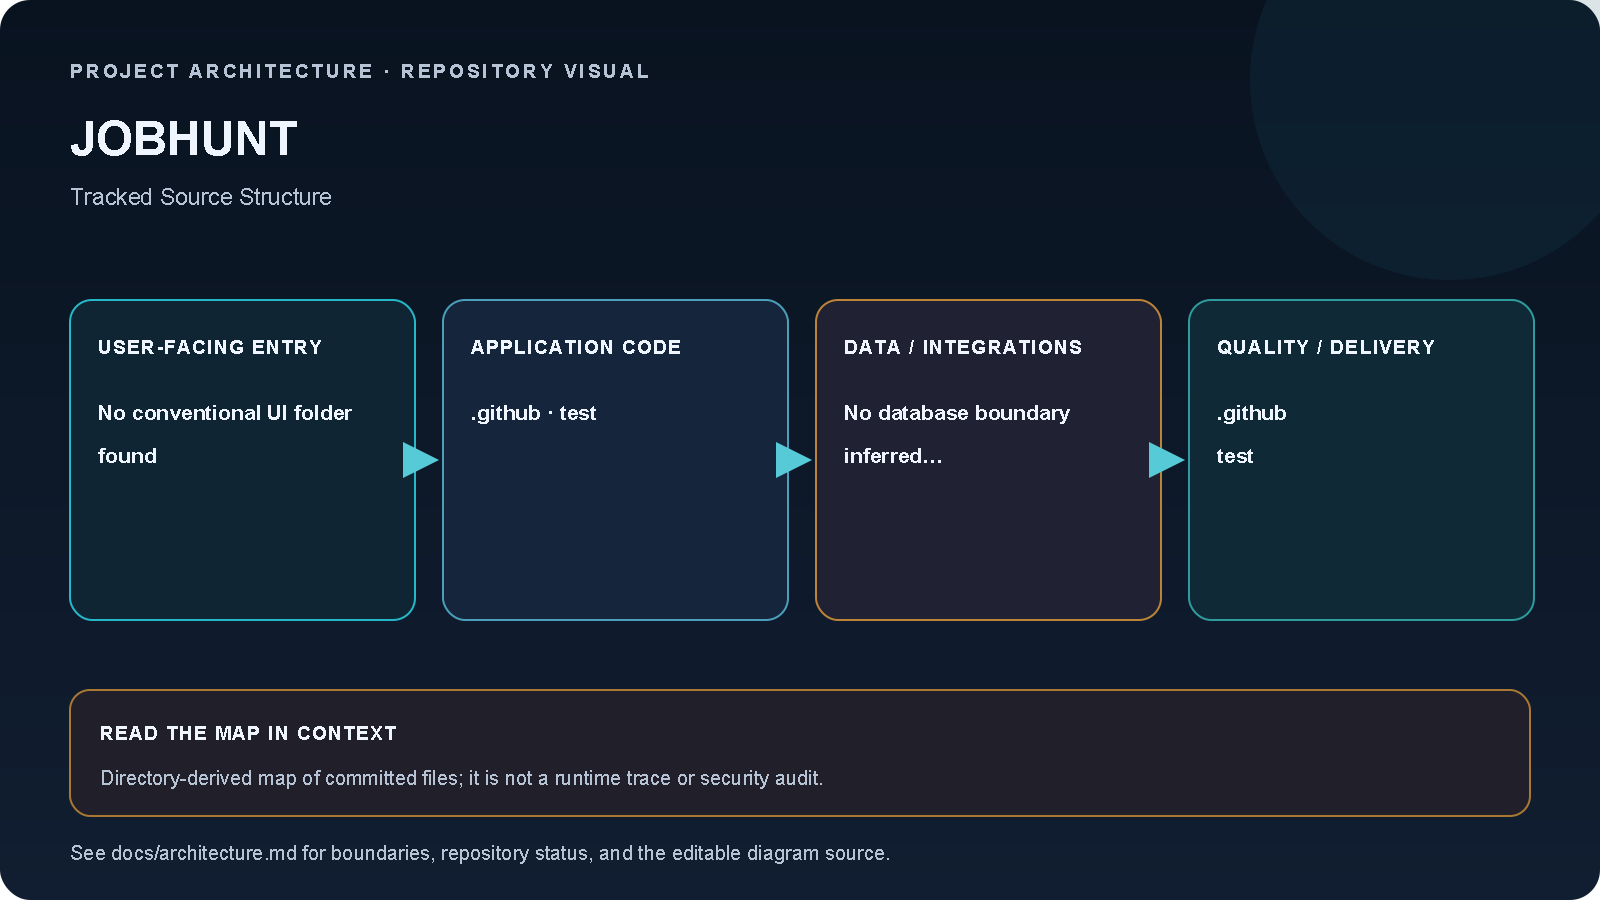 PROJECT ARCHITECTURE · REPOSITORY VISUAL
JOBHUNT
Tracked Source Structure
USER-FACING ENTRY
No conventional UI folder
found
APPLICATION CODE
.github · test
DATA / INTEGRATIONS
No database boundary
inferred…
QUALITY / DELIVERY
.github
test
READ THE MAP IN CONTEXT
Directory-derived map of committed files; it is not a runtime trace or security audit.
See docs/architecture.md for boundaries, repository status, and the editable diagram source.